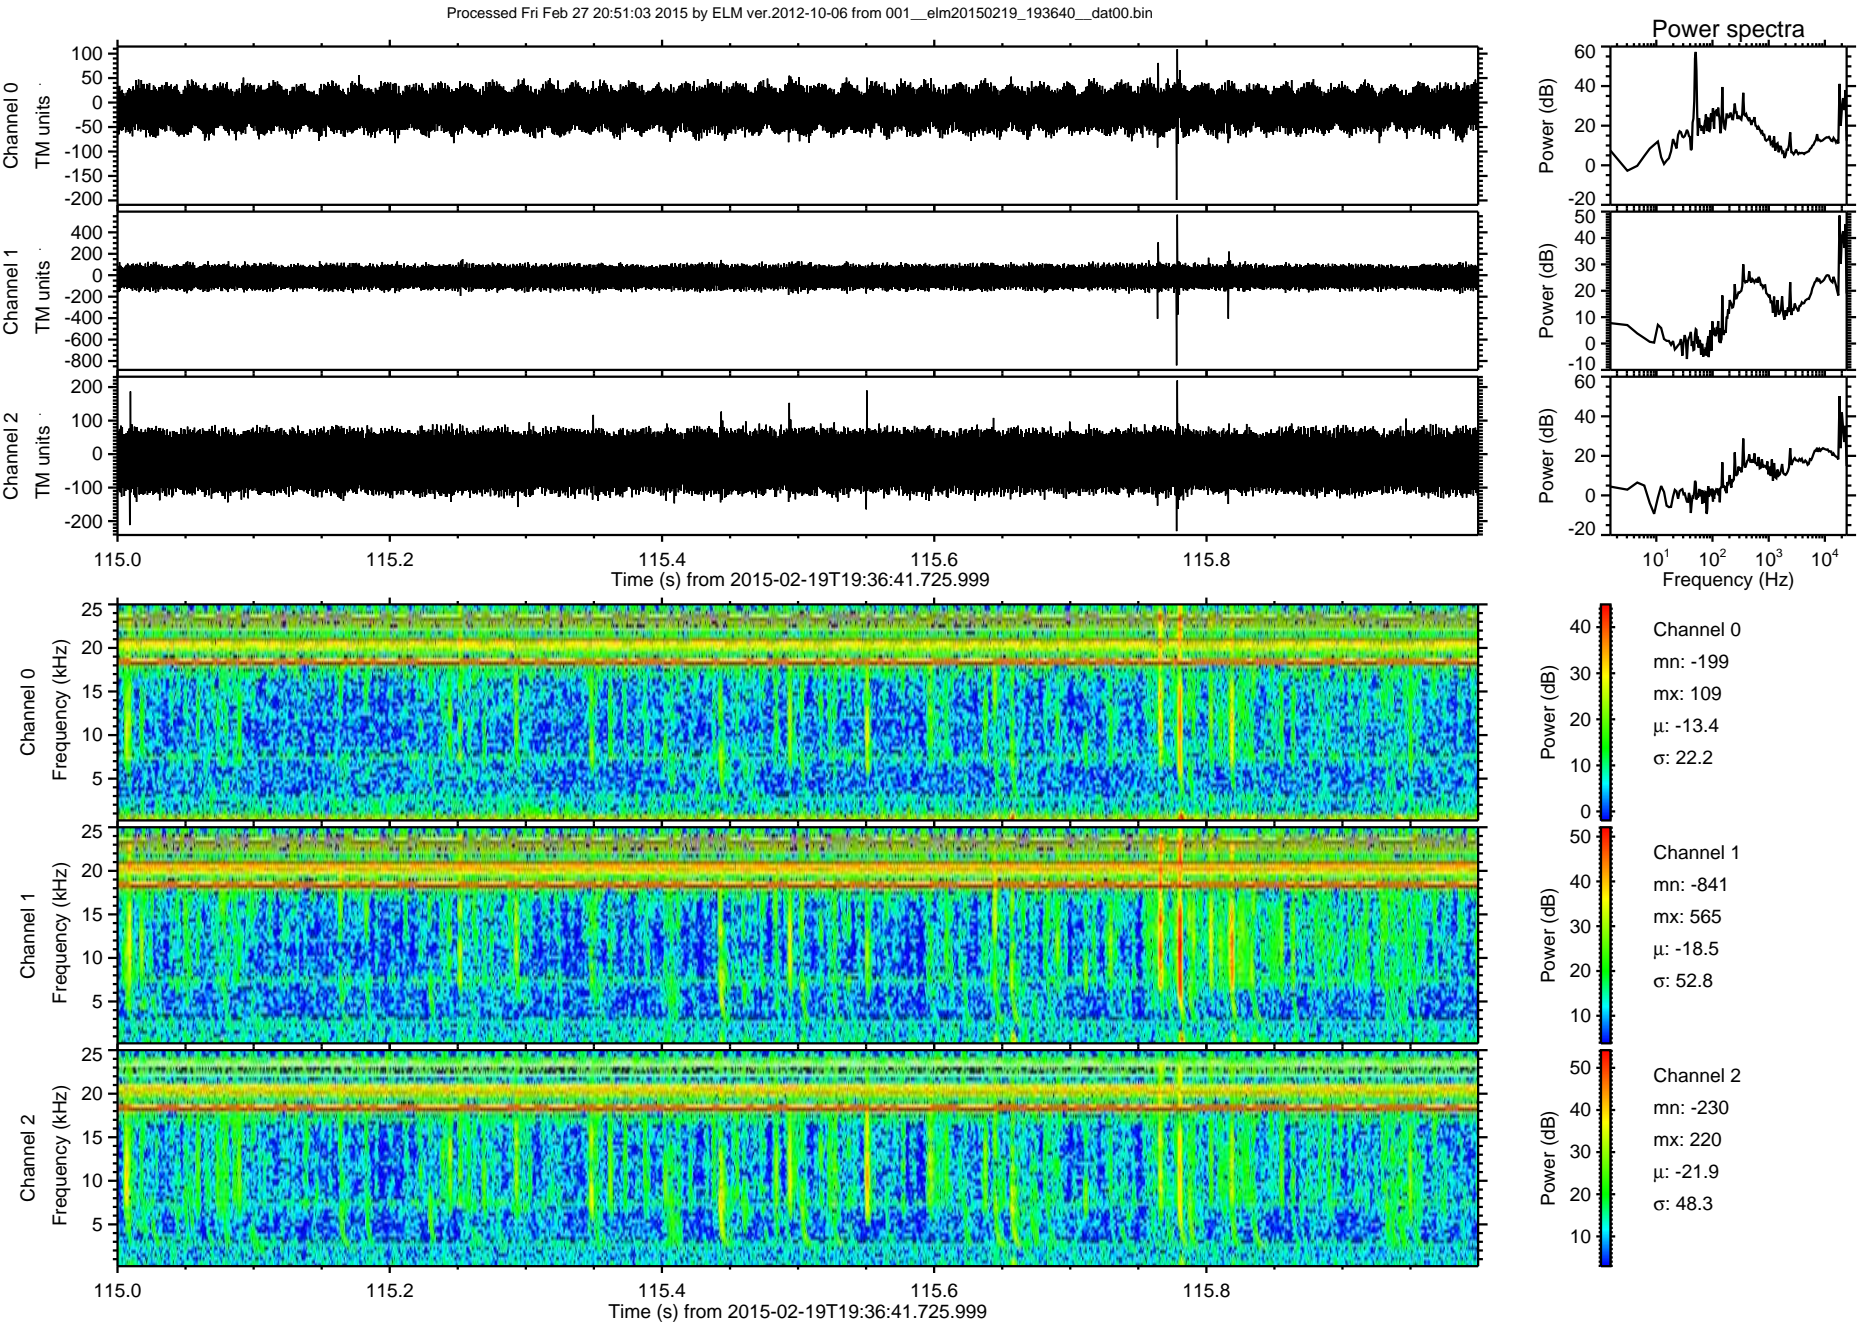 Processed Fri Feb 27 20:51:03 2015 by ELM ver.2012-10-06 from 001__elm20150219_193640__dat00.bin
Power spectra
Channel 0
TM units
100
50
0
-50
-100
-150
-200
Power (dB)
60
40
20
0
-20
Channel 1
TM units
400
200
0
-200
-400
-600
-800
Power (dB)
50
40
30
20
10
0
-10
Channel 2
TM units
200
100
0
-100
-200
Power (dB)
60
40
20
0
-20
115.0 115.2 115.4 115.6 115.8
Time (s) from 2015-02-19T19:36:41.725.999
10^1 10^2 10^3 10^4
Frequency (Hz)
Channel 0
Frequency (kHz)
25
20
15
10
5
Power (dB)
40
30
20
10
0
Channel 0
mn: -199
mx: 109
μ: -13.4
σ: 22.2
Channel 1
Frequency (kHz)
25
20
15
10
5
Power (dB)
50
40
30
20
10
Channel 1
mn: -841
mx: 565
μ: -18.5
σ: 52.8
Channel 2
Frequency (kHz)
25
20
15
10
5
Power (dB)
50
40
30
20
10
Channel 2
mn: -230
mx: 220
μ: -21.9
σ: 48.3
115.0 115.2 115.4 115.6 115.8
Time (s) from 2015-02-19T19:36:41.725.999